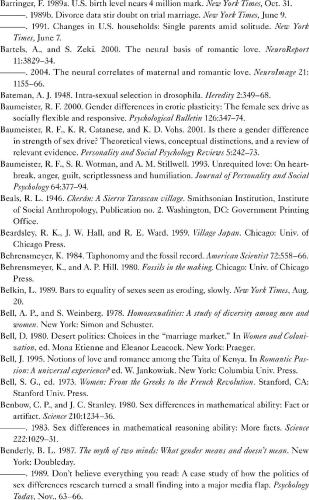 Barringer, F. 1989a. U.S. birth level nears 4 million mark. New York Times, Oct. 31.
———. 1989b. Divorce data stir doubt on trial marriage. New York Times, June 9.
———. 1991. Changes in U.S. households: Single parents amid solitude. New York
Times, June 7.
Bartels, A., and S. Zeki. 2000. The neural basis of romantic love. NeuroReport
11:3829–34.
———. 2004. The neural correlates of maternal and romantic love. NeuroImage 21:
1155–66.
Bateman, A. J. 1948. Intra-sexual selection in drosophila. Heredity 2:349–68.
Baumeister, R. F. 2000. Gender differences in erotic plasticity: The female sex drive as
socially flexible and responsive. Psychological Bulletin 126:347–74.
Baumeister, R. F., K. R. Catanese, and K. D. Vohs. 2001. Is there a gender difference
in strength of sex drive? Theoretical views, conceptual distinctions, and a review of
relevant evidence. Personality and Social Psychology Reviews 5:242–73.
Baumeister, R. F., S. R. Wotman, and A. M. Stillwell. 1993. Unrequited love: On heart-
break, anger, guilt, scriptlessness and humiliation. Journal of Personality and Social
Psychology 64:377–94.
Beals, R. L. 1946. Cherán: A Sierra Tarascan village. Smithsonian Institution, Institute
of Social Anthropology, Publication no. 2. Washington, DC: Government Printing
Office.
Beardsley, R. K., J. W. Hall, and R. E. Ward. 1959. Village Japan. Chicago: Univ. of
Chicago Press.
Behrensmeyer, K. 1984. Taphonomy and the fossil record. American Scientist 72:558–66.
Behrensmeyer, K., and A. P. Hill. 1980. Fossils in the making. Chicago: Univ. of Chicago
Press.
Belkin, L. 1989. Bars to equality of sexes seen as eroding, slowly. New York Times, Aug.
20.
Bell, A. P., and S. Weinberg. 1978. Homosexualities: A study of diversity among men and
women. New York: Simon and Schuster.
Bell, D. 1980. Desert politics: Choices in the “marriage market.” In Women and Coloni-
zation, ed. Mona Etienne and Eleanor Leacock. New York: Praeger.
Bell, J. 1995. Notions of love and romance among the Taita of Kenya. In Romantic Pas-
sion: A universal experience? ed. W. Jankowiak. New York: Columbia Univ. Press.
Bell, S. G., ed. 1973. Women: From the Greeks to the French Revolution. Stanford, CA:
Stanford Univ. Press.
Benbow, C. P., and J. C. Stanley. 1980. Sex differences in mathematical ability: Fact or
artifact. Science 210:1234–36.
———. 1983. Sex differences in mathematical reasoning ability: More facts. Science
222:1029–31.
Benderly, B. L. 1987. The myth of two minds: What gender means and doesn't mean. New
York: Doubleday.
———. 1989. Don't believe everything you read: A case study of how the politics of
sex differences research turned a small finding into a major media flap. Psychology
Today, Nov., 63–66.